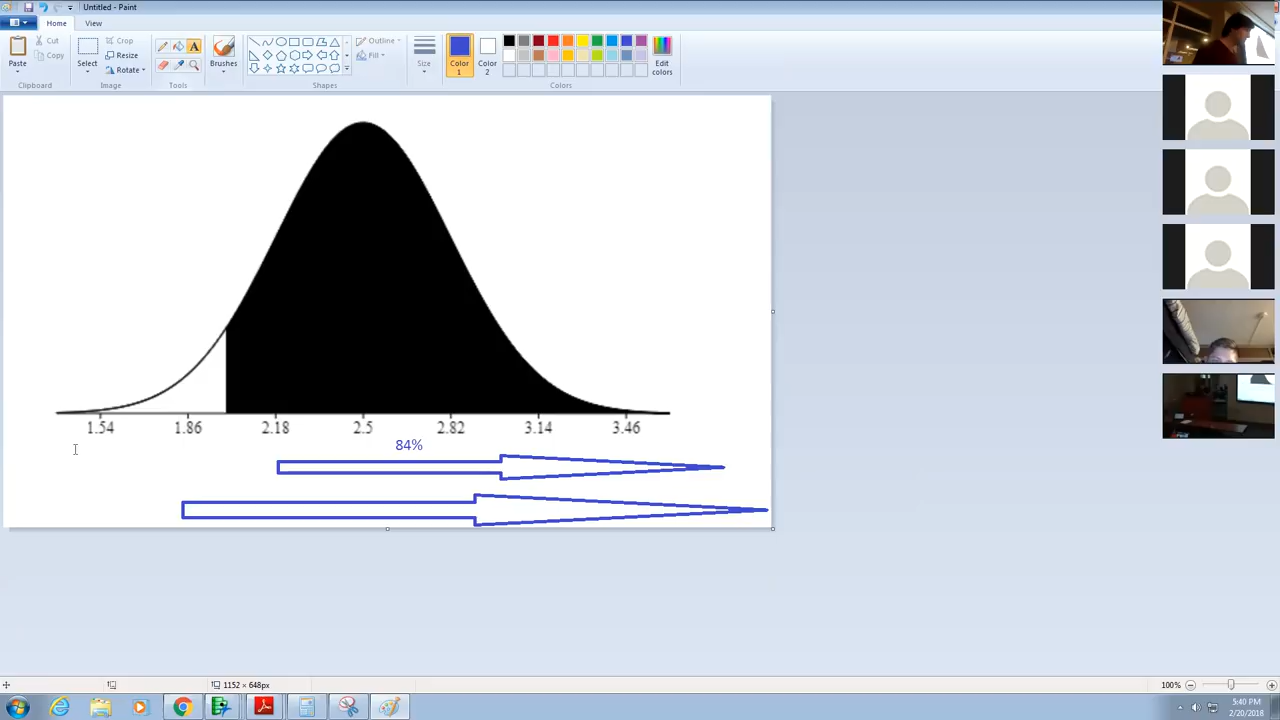 Untitled - Paint
Home View
Paste
Cut
Copy
Clipboard
Select
Crop
Resize
Rotate
Image
Tools
Brushes
Outline
Fill
Shapes
Size
Color 1
Color 2
Edit colors
Colors
1.54 1.86 2.18 2.5 2.82 3.14 3.46
84%
1152 × 648px
100%
5:40 PM
2/20/2018